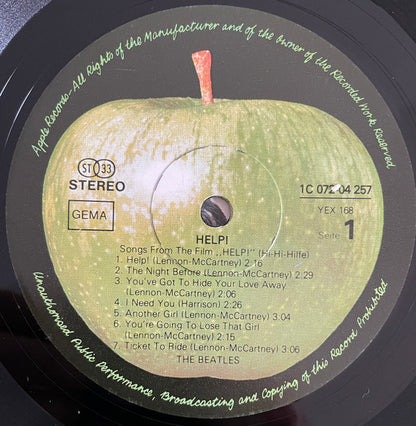 Apple Records-All Rights of the Manufacturer and of the Owner of the Recorded Work Reserved
ST 33
STEREO
GEMA
1C 072-04 257
YEX 168
Seite 1
HELP!
Songs From The Film „HELP!" (Hi-Hi-Hilfe)
1. Help! (Lennon-McCartney) 2:16
2. The Night Before (Lennon-McCartney) 2:29
3. You've Got To Hide Your Love Away
(Lennon-McCartney) 2:06
4. I Need You (Harrison) 2:26
5. Another Girl (Lennon-McCartney) 3:04
6. You're Going To Lose That Girl
(Lennon-McCartney) 2:15
7. Ticket To Ride (Lennon-McCartney) 3:06
THE BEATLES
Unauthorised Public Performance, Broadcasting and Copying of this Record Prohibited